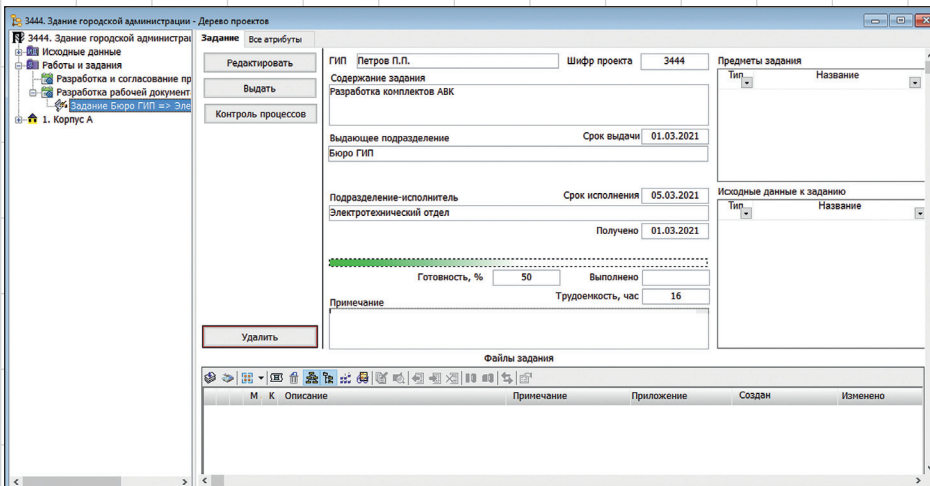 3444. Здание городской администрации - Дерево проектов
3444. Здание городской администрац
Исходные данные
Работы и задания
Разработка и согласование пр
Разработка рабочей документ
Задание Бюро ГИП => Эле
1. Корпус А
Задание Все атрибуты
Редактировать
Выдать
Контроль процессов
Удалить
ГИП Петров П.П. Шифр проекта 3444
Содержание задания
Разработка комплектов АВК
Выдающее подразделение Срок выдачи 01.03.2021
Бюро ГИП
Подразделение-исполнитель Срок исполнения 05.03.2021
Электротехнический отдел
Получено 01.03.2021
Готовность, % 50 Выполнено
Трудоемкость, час 16
Примечание
Предметы задания
Тип Название
Исходные данные к заданию
Тип Название
Файлы задания
М К Описание Примечание Приложение Создан Изменено